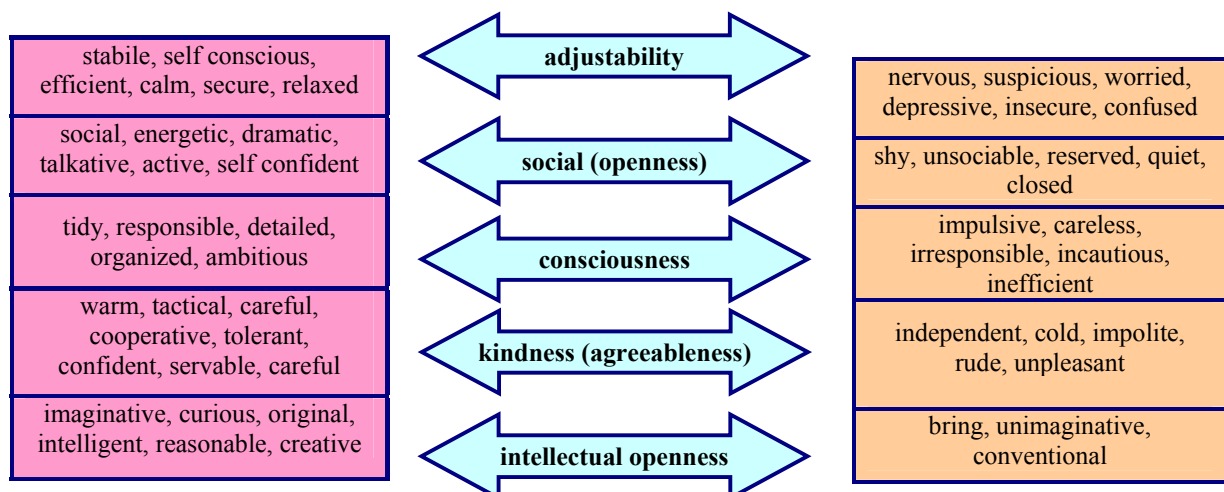 stabile, self conscious,
efficient, calm, secure, relaxed
adjustability
nervous, suspicious, worried,
depressive, insecure, confused
social, energetic, dramatic,
talkative, active, self confident
social (openness)
shy, unsociable, reserved, quiet,
closed
tidy, responsible, detailed,
organized, ambitious
consciousness
impulsive, careless,
irresponsible, incautious,
inefficient
warm, tactical, careful,
cooperative, tolerant,
confident, servable, careful
kindness (agreeableness)
independent, cold, impolite,
rude, unpleasant
imaginative, curious, original,
intelligent, reasonable, creative
intellectual openness
bring, unimaginative,
conventional